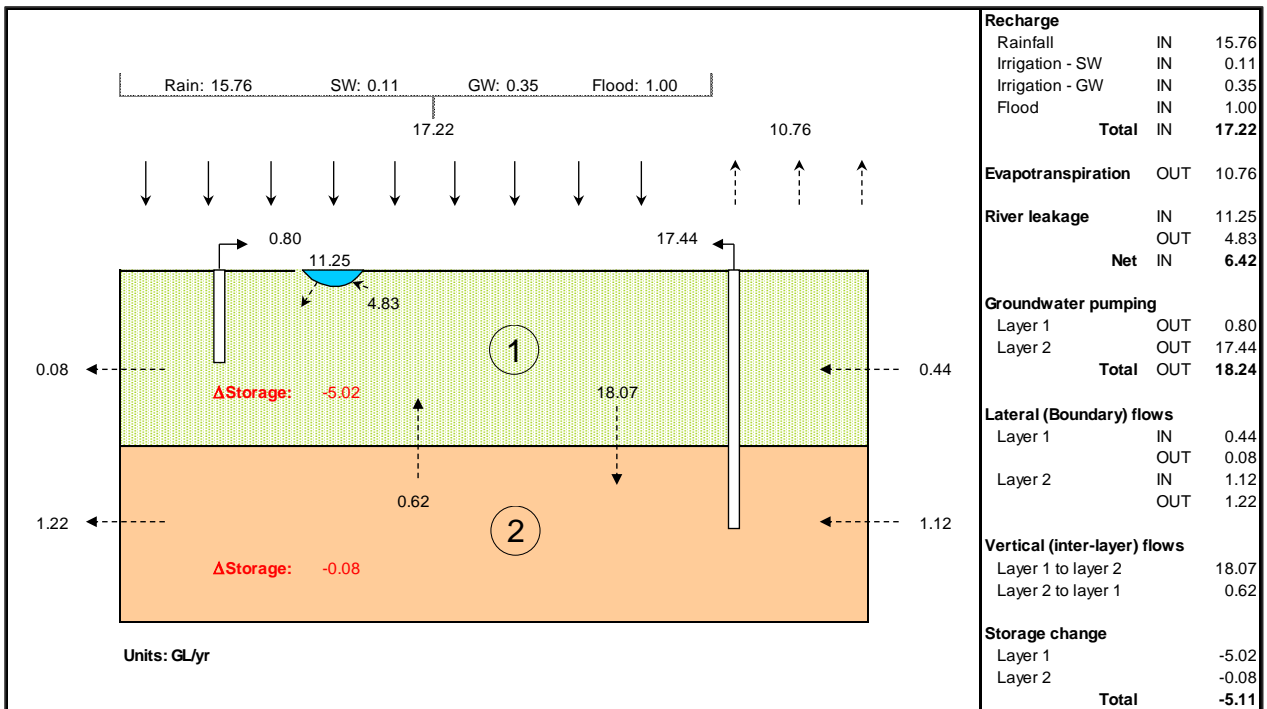 Rain: 15.76 SW: 0.11 GW: 0.35 Flood: 1.00
17.22 10.76
0.80 17.44
11.25
4.83
1
0.08 0.44
ΔStorage: -5.02 18.07
0.62
2
1.22 1.12
ΔStorage: -0.08
Units: GL/yr
Recharge
Rainfall IN 15.76
Irrigation - SW IN 0.11
Irrigation - GW IN 0.35
Flood IN 1.00
Total IN 17.22
Evapotranspiration OUT 10.76
River leakage IN 11.25
OUT 4.83
Net IN 6.42
Groundwater pumping
Layer 1 OUT 0.80
Layer 2 OUT 17.44
Total OUT 18.24
Lateral (Boundary) flows
Layer 1 IN 0.44
OUT 0.08
Layer 2 IN 1.12
OUT 1.22
Vertical (inter-layer) flows
Layer 1 to layer 2 18.07
Layer 2 to layer 1 0.62
Storage change
Layer 1 -5.02
Layer 2 -0.08
Total -5.11